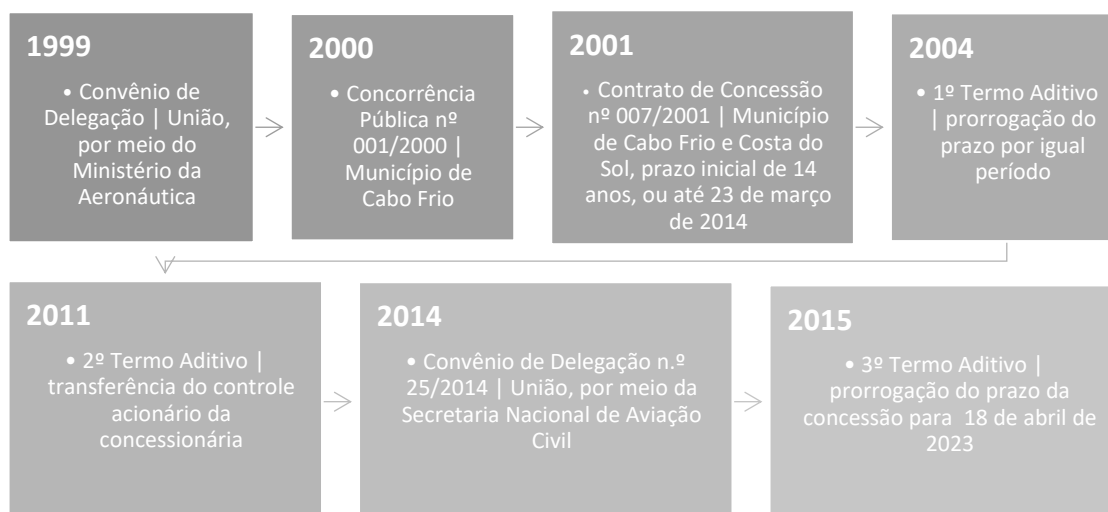 1999
• Convênio de
Delegação | União,
por meio do
Ministério da
Aeronáutica
2000
• Concorrência
Pública nº
001/2000 |
Município de
Cabo Frio
2001
• Contrato de Concessão
nº 007/2001 | Município
de Cabo Frio e Costa do
Sol, prazo inicial de 14
anos, ou até 23 de março
de 2014
2004
• 1º Termo Aditivo
| prorrogação do
prazo por igual
período
2011
• 2º Termo Aditivo |
transferência do controle
acionário da
concessionária
2014
• Convênio de Delegação n.º
25/2014 | União, por meio da
Secretaria Nacional de Aviação
Civil
2015
• 3º Termo Aditivo |
prorrogação do prazo da
concessão para 18 de abril de
2023